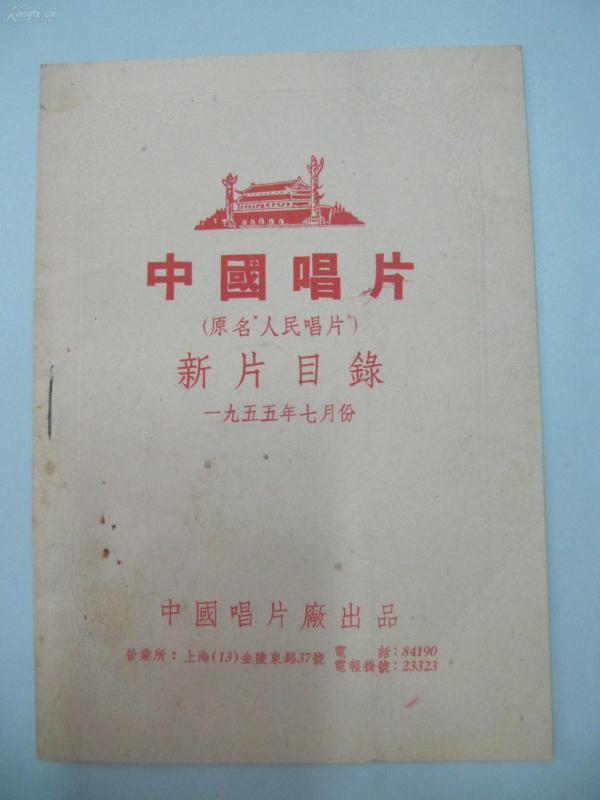 kongfz.cn
中國唱片
(原名"人民唱片")
新片目錄
一九五五年七月份
中國唱片廠出品
營業所：上海(13)金陵東路37號
電話：84190
電報掛號：23323